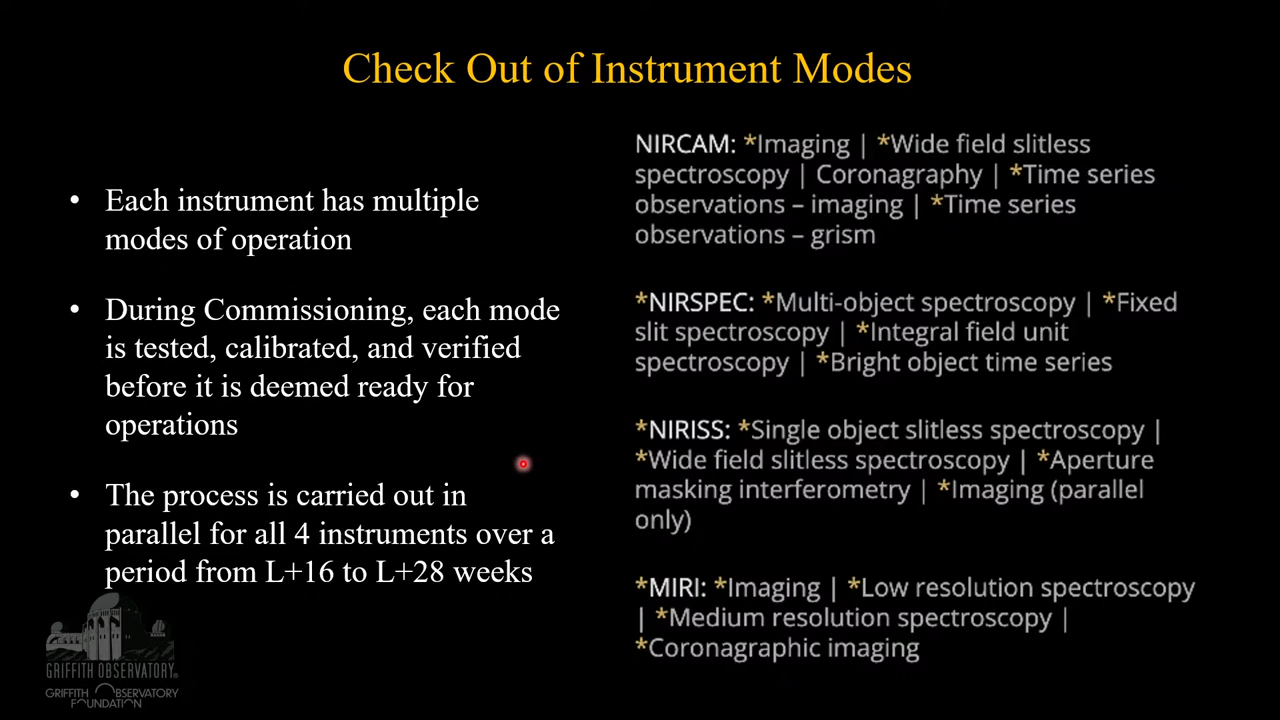 Check Out of Instrument Modes
• Each instrument has multiple
modes of operation
• During Commissioning, each mode
is tested, calibrated, and verified
before it is deemed ready for
operations
• The process is carried out in
parallel for all 4 instruments over a
period from L+16 to L+28 weeks
NIRCAM: *Imaging | *Wide field slitless
spectroscopy | Coronagraphy | *Time series
observations – imaging | *Time series
observations – grism
*NIRSPEC: *Multi-object spectroscopy | *Fixed
slit spectroscopy | *Integral field unit
spectroscopy | *Bright object time series
*NIRISS: *Single object slitless spectroscopy |
*Wide field slitless spectroscopy | *Aperture
masking interferometry | *Imaging (parallel
only)
*MIRI: *Imaging | *Low resolution spectroscopy
| *Medium resolution spectroscopy |
*Coronagraphic imaging
GRIFFITH OBSERVATORY®
GRIFFITH OBSERVATORY
FOUNDATION